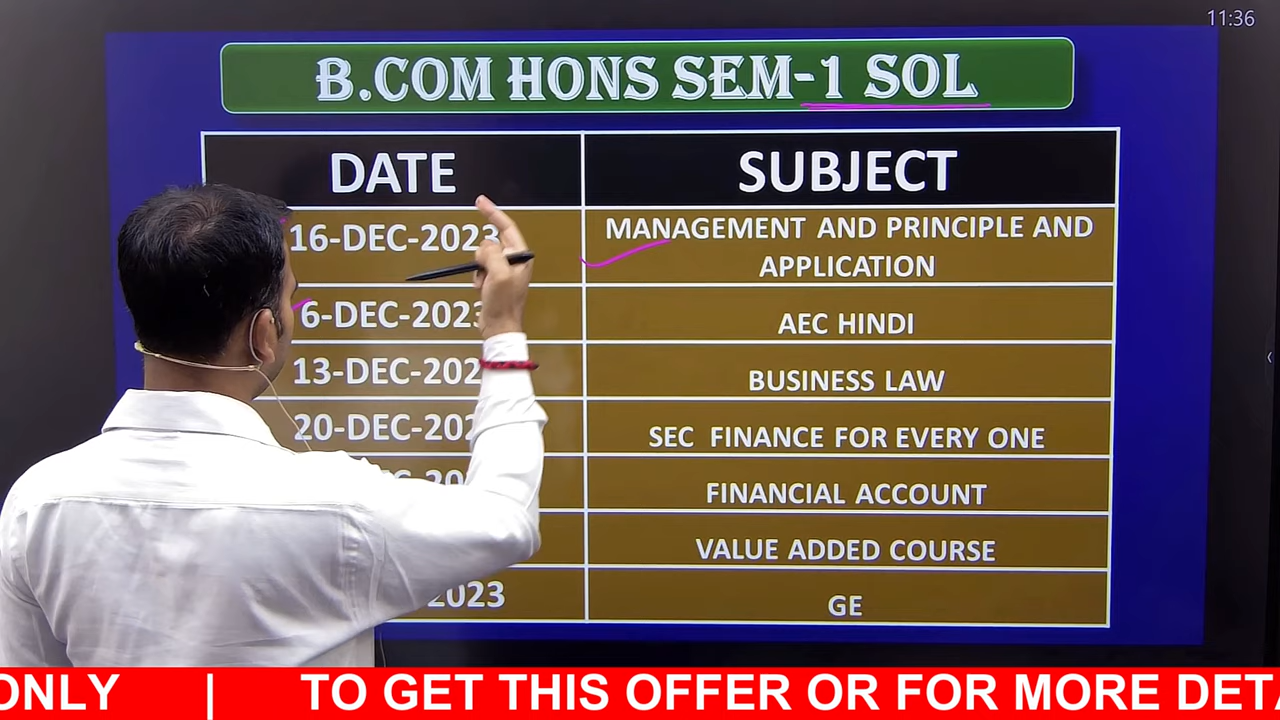 11:36
B.COM HONS SEM-1 SOL
DATE
SUBJECT
16-DEC-2023
MANAGEMENT AND PRINCIPLE AND
APPLICATION
6-DEC-2023
AEC HINDI
13-DEC-202
BUSINESS LAW
20-DEC-202
SEC FINANCE FOR EVERY ONE
FINANCIAL ACCOUNT
VALUE ADDED COURSE
-2023
GE
ONLY | TO GET THIS OFFER OR FOR MORE DETA